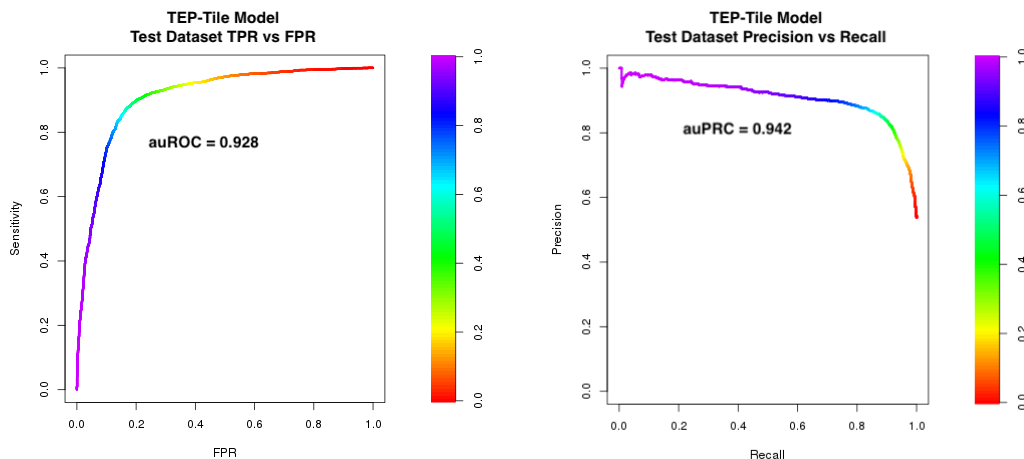 TEP-Tile Model
Test Dataset TPR vs FPR
1.0
0.8
0.6
0.4
0.2
0.0
Sensitivity
auROC = 0.928
0.0 0.2 0.4 0.6 0.8 1.0
FPR
1.0
0.8
0.6
0.4
0.2
0.0
TEP-Tile Model
Test Dataset Precision vs Recall
1.0
0.8
0.6
0.4
0.2
0.0
Precision
auPRC = 0.942
0.0 0.2 0.4 0.6 0.8 1.0
Recall
1.0
0.8
0.6
0.4
0.2
0.0